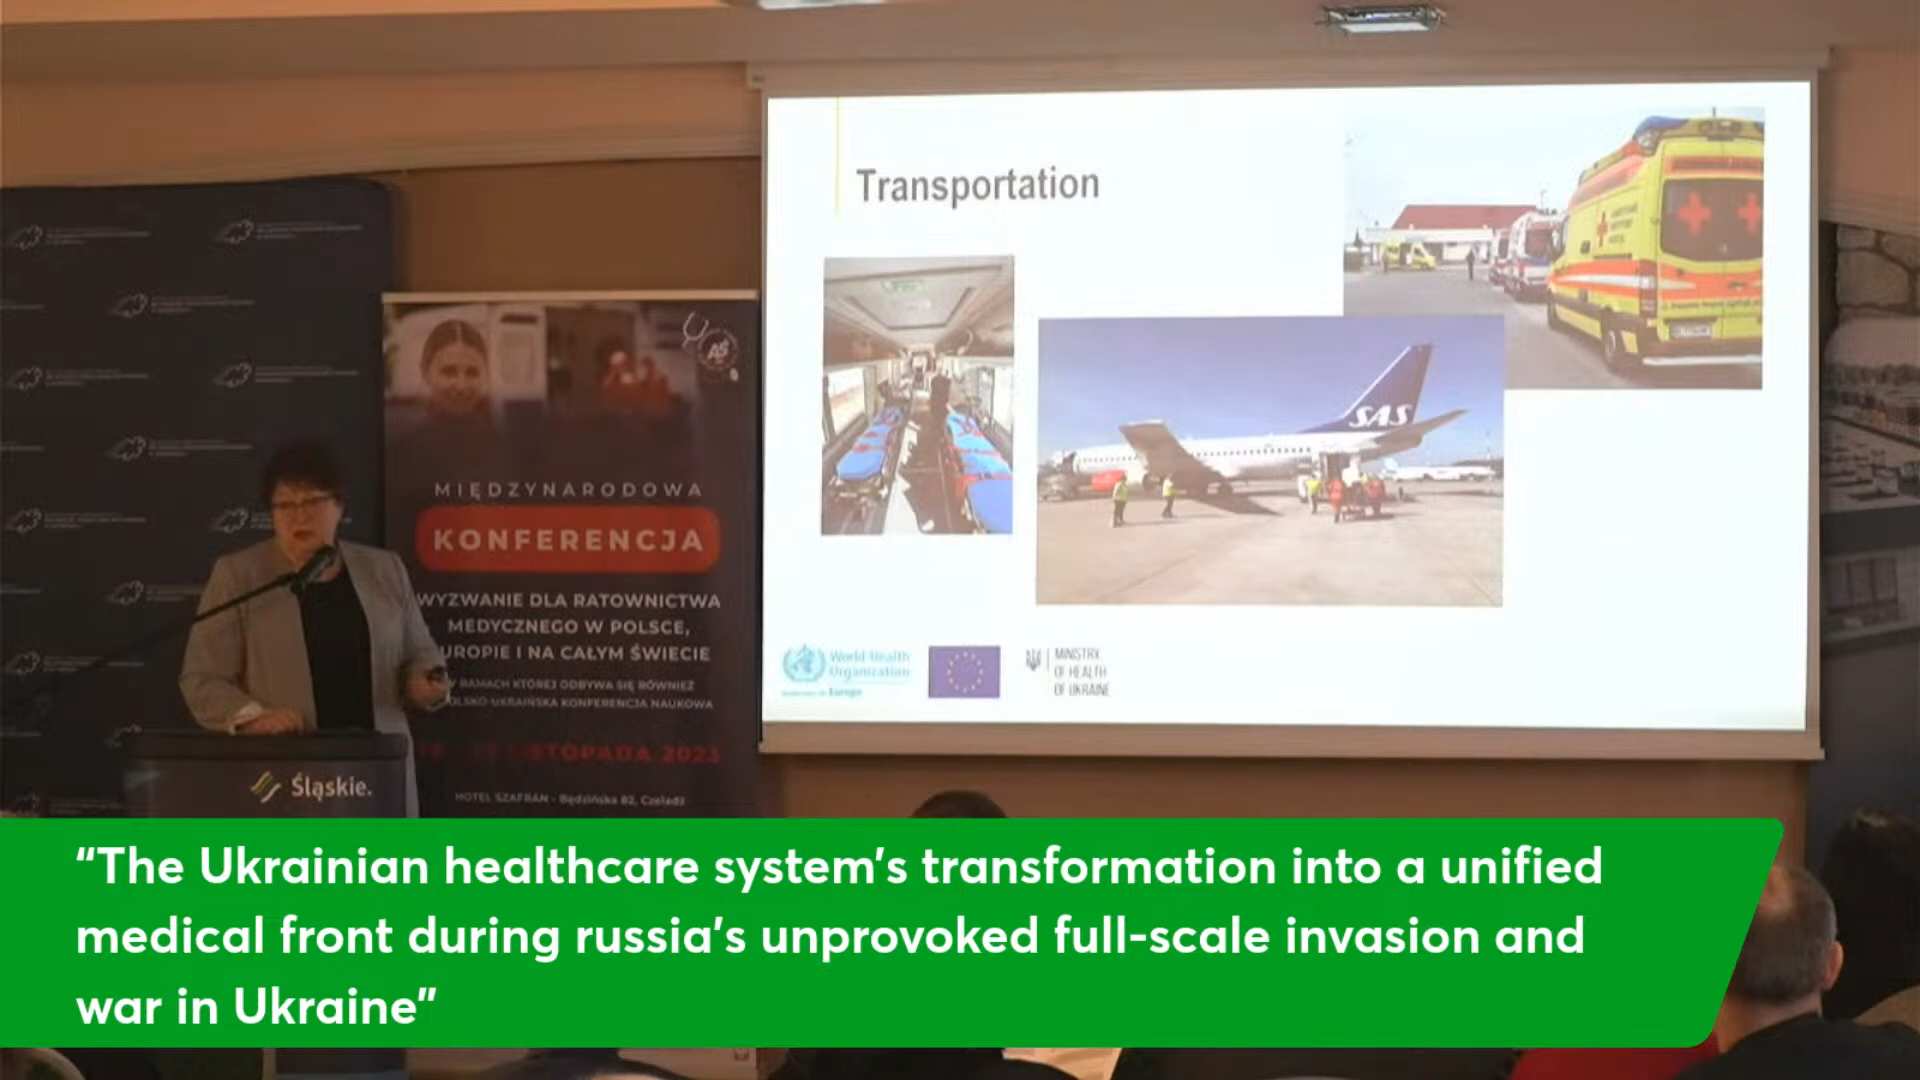 Transportation
SAS
MIĘDZYNARODOWA
KONFERENCJA
WYZWANIE DLA RATOWNICTWA
MEDYCZNEGO W POLSCE,
EUROPIE I NA CAŁYM ŚWIECIE
W RAMACH KTÓREJ ODBYWA SIĘ RÓWNIEŻ
POLSKO-UKRAIŃSKA KONFERENCJA NAUKOWA
LISTOPADA 2023
HOTEL SZAFRAN - Będzińska 82, Czeladź
World Health
Organization
Europe
MINISTRY
OF HEALTH
OF UKRAINE
Śląskie.
“The Ukrainian healthcare system’s transformation into a unified
medical front during russia’s unprovoked full-scale invasion and
war in Ukraine”